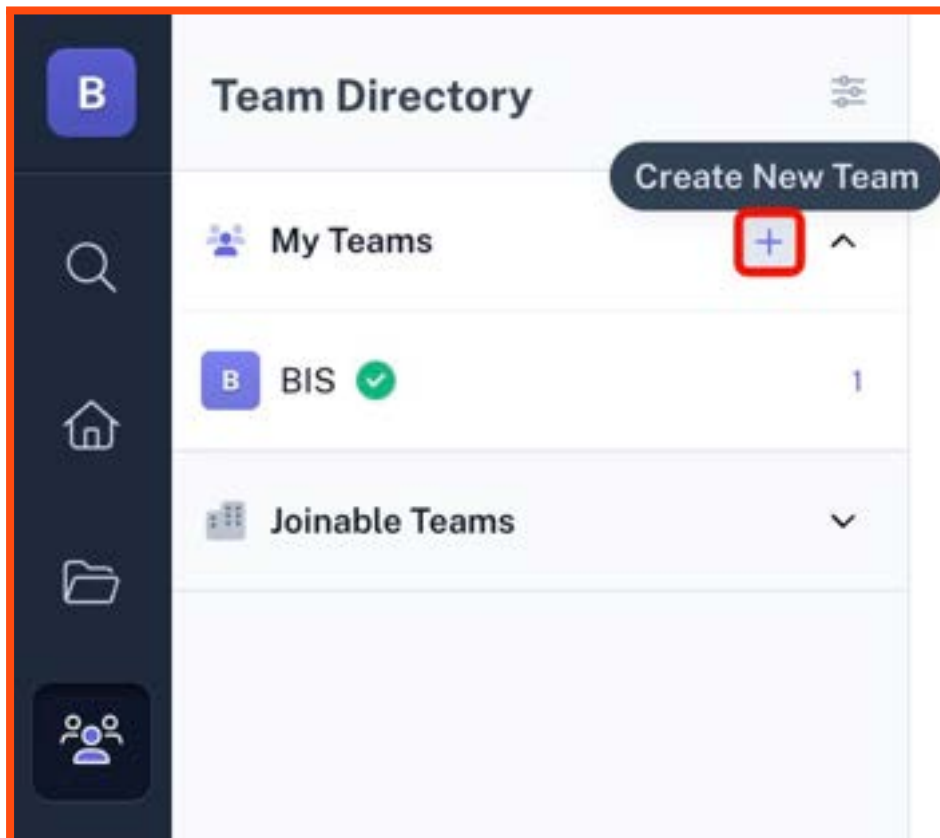 B
Team Directory
Create New Team
My Teams
B BIS 1
Joinable Teams